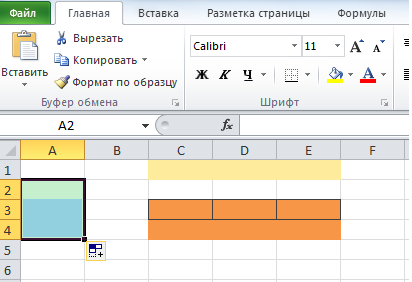 Файл Главная Вставка Разметка страницы Формулы
Вырезать
Копировать
Формат по образцу
Вставить
Буфер обмена
Calibri 11 A A
Ж К Ч A
Шрифт
A2 fx
A B C D E F
1
2
3
4
5
6